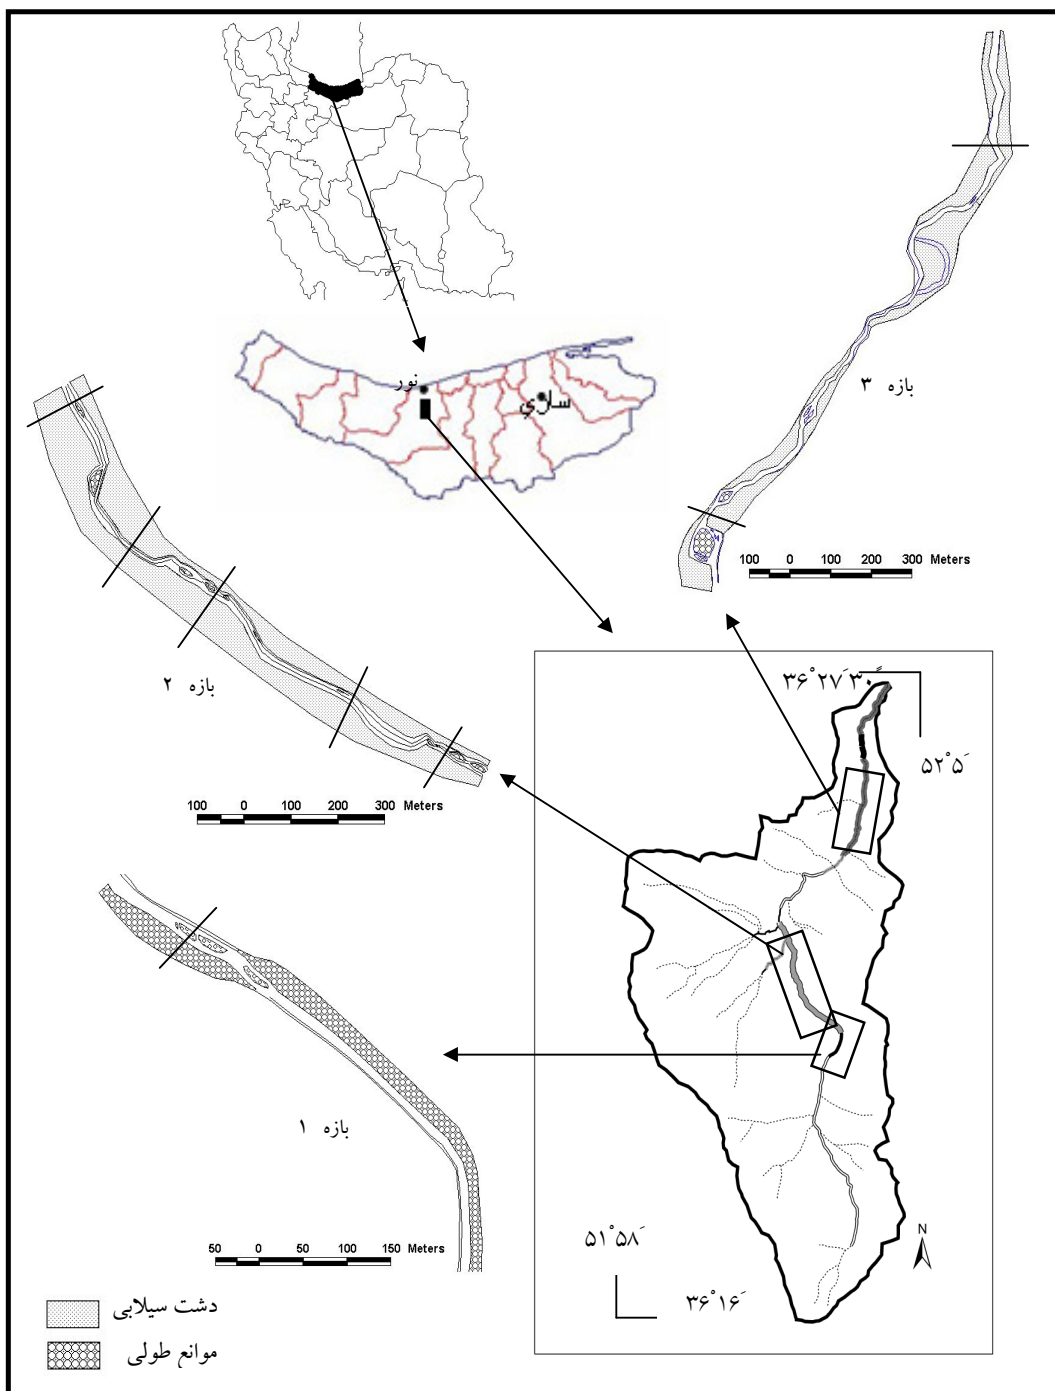 نور
ساري
بازه ۳
100 0 100 200 300 Meters
بازه ۲
100 0 100 200 300 Meters
۳۶°۲۷´۳۰ً
۵۲°۵´
بازه ۱
50 0 50 100 150 Meters
۵۱°۵۸´
۳۶°۱۶´
N
دشت سیلابی
موانع طولی